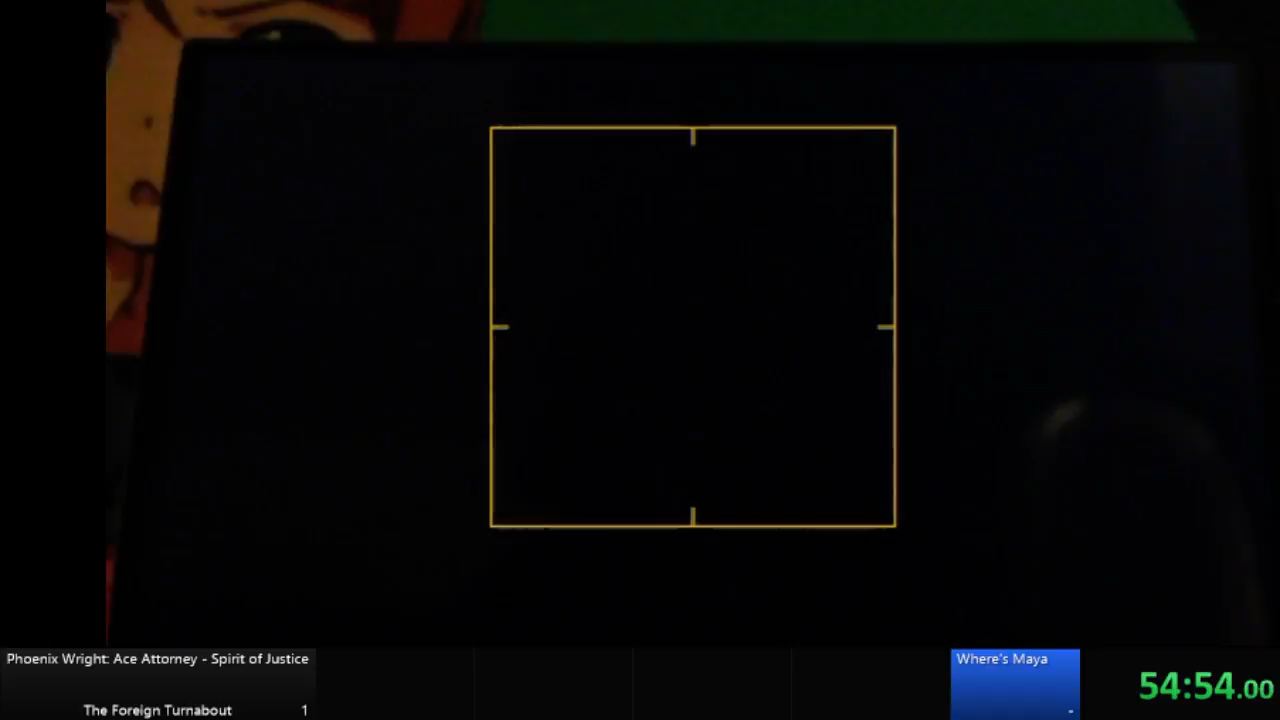 Phoenix Wright: Ace Attorney - Spirit of Justice
The Foreign Turnabout 1
Where's Maya
-
54:54.00